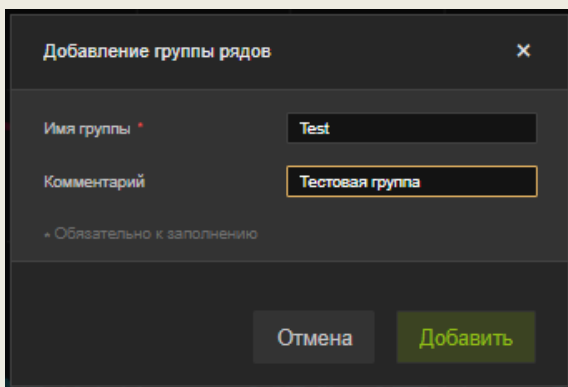 Добавление группы рядов ×
Имя группы * Test
Комментарий Тестовая группа
* Обязательно к заполнению
Отмена Добавить